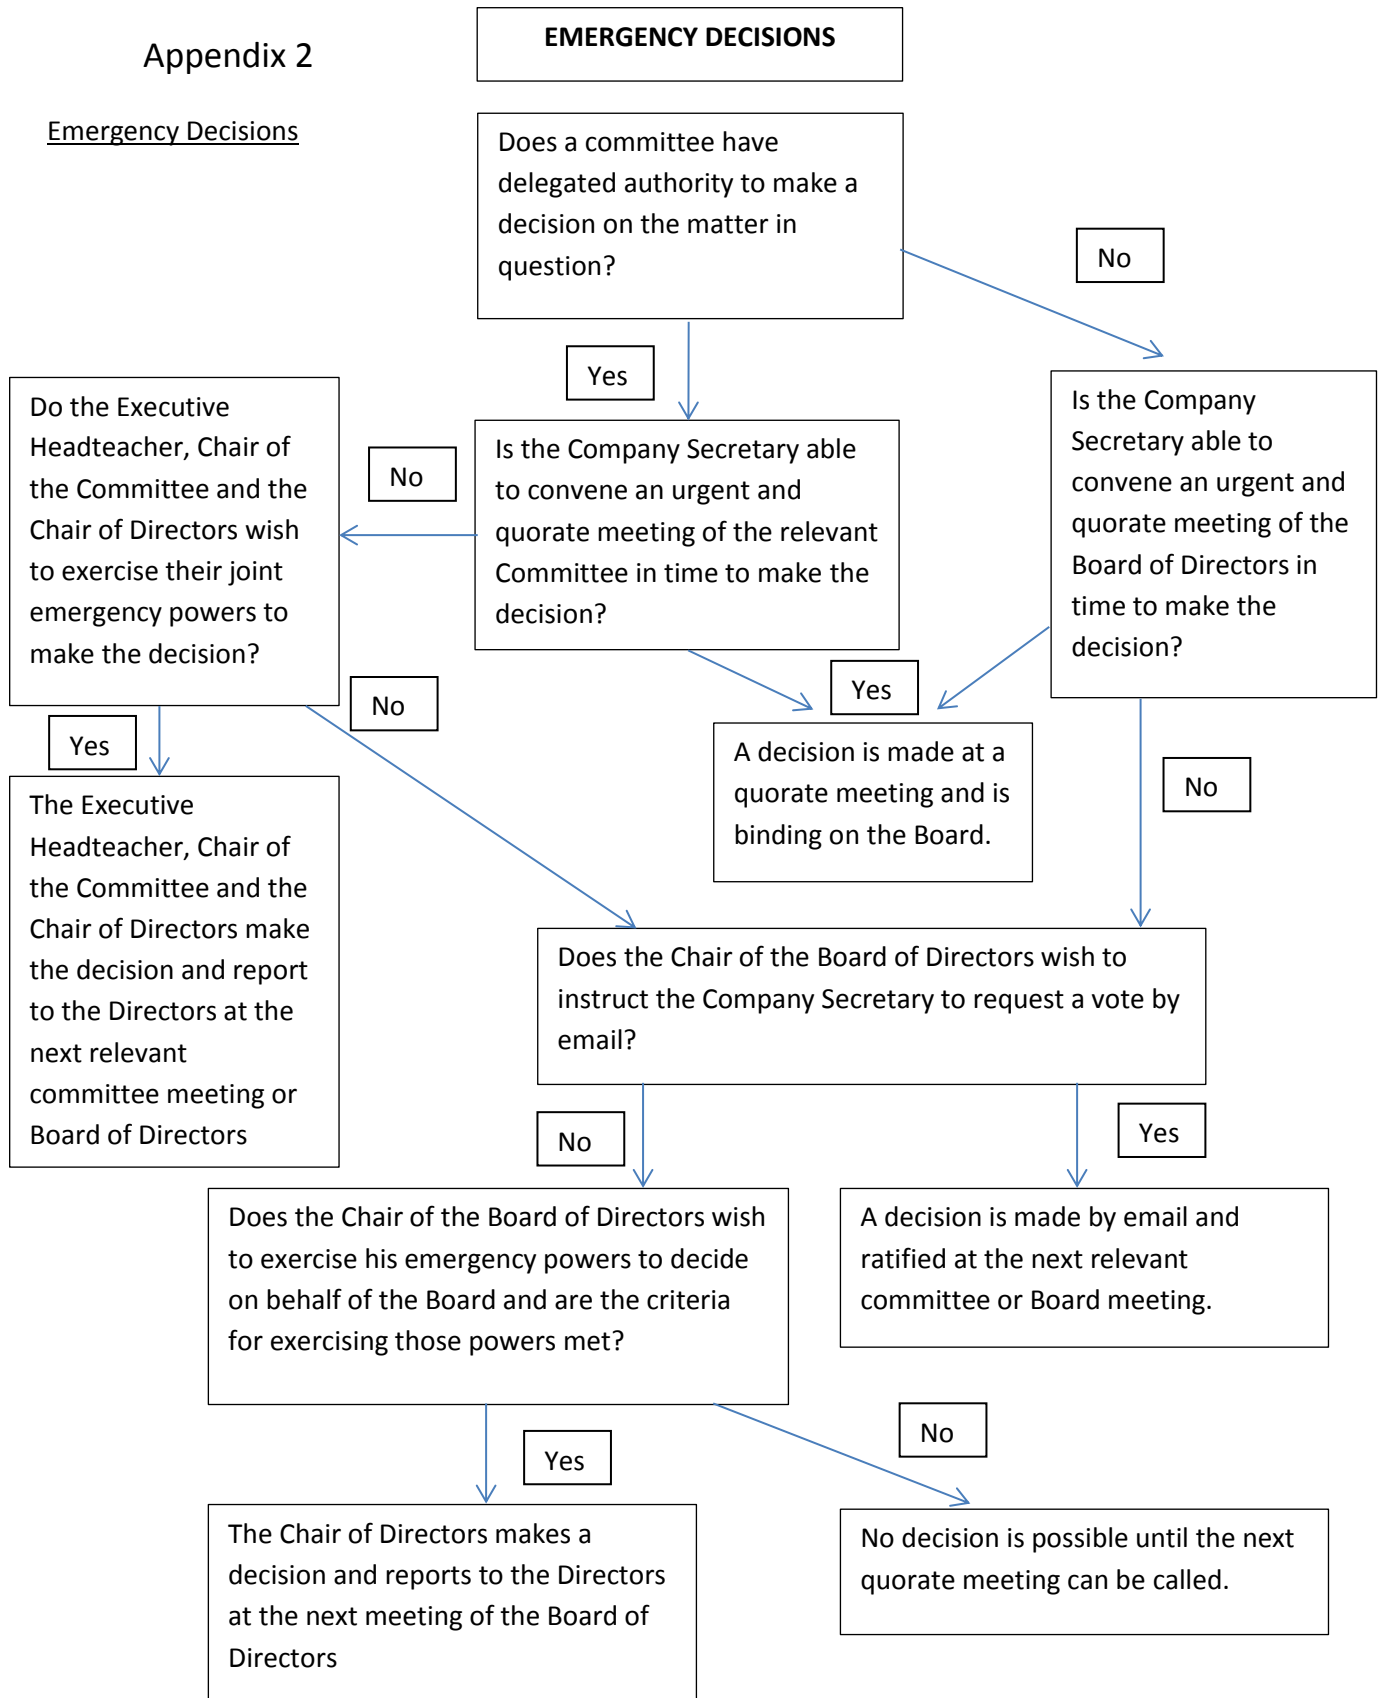 Appendix 2
EMERGENCY DECISIONS
Emergency Decisions
Does a committee have
delegated authority to make a
decision on the matter in
question?
No
Yes
Do the Executive
Headteacher, Chair of
the Committee and the
Chair of Directors wish
to exercise their joint
emergency powers to
make the decision?
No
Is the Company Secretary able
to convene an urgent and
quorate meeting of the relevant
Committee in time to make the
decision?
Is the Company
Secretary able to
convene an urgent and
quorate meeting of the
Board of Directors in
time to make the
decision?
Yes
No
Yes
No
The Executive
Headteacher, Chair of
the Committee and the
Chair of Directors make
the decision and report
to the Directors at the
next relevant
committee meeting or
Board of Directors
A decision is made at a
quorate meeting and is
binding on the Board.
Does the Chair of the Board of Directors wish to
instruct the Company Secretary to request a vote by
email?
No
Yes
Does the Chair of the Board of Directors wish
to exercise his emergency powers to decide
on behalf of the Board and are the criteria
for exercising those powers met?
A decision is made by email and
ratified at the next relevant
committee or Board meeting.
Yes
No
The Chair of Directors makes a
decision and reports to the Directors
at the next meeting of the Board of
Directors
No decision is possible until the next
quorate meeting can be called.